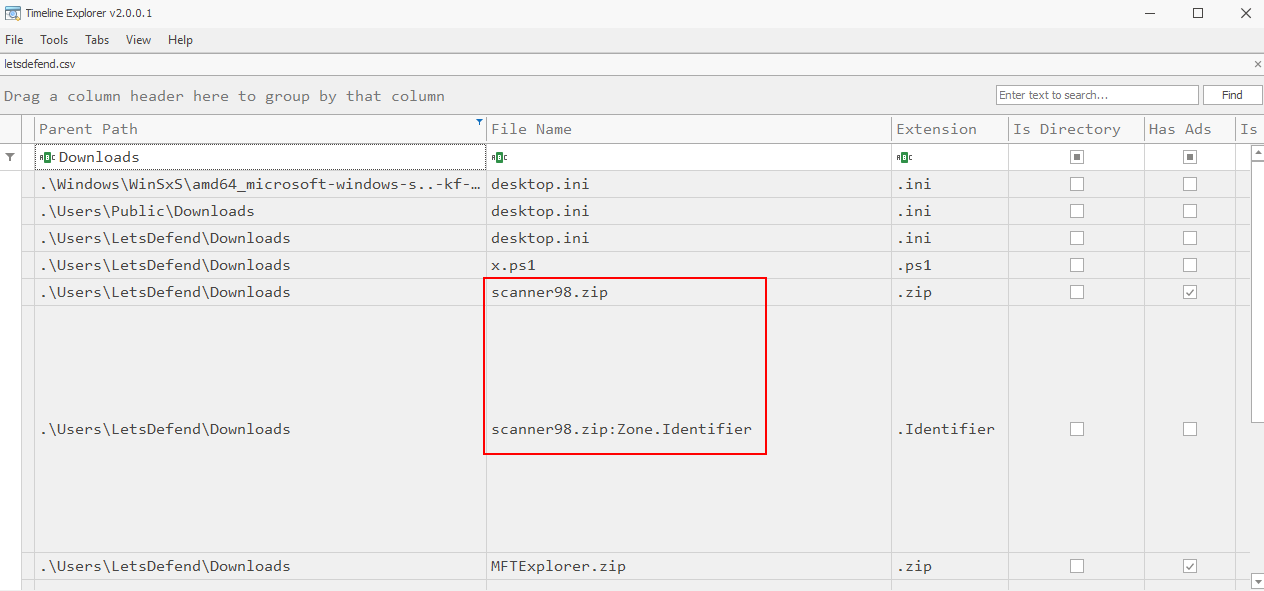 Timeline Explorer v2.0.0.1
File Tools Tabs View Help
letsdefend.csv
Drag a column header here to group by that column
Enter text to search...
Find
Parent Path File Name Extension Is Directory Has Ads Is
Downloads
.\Windows\WinSxS\amd64_microsoft-windows-s..-kf-… desktop.ini .ini
.\Users\Public\Downloads desktop.ini .ini
.\Users\LetsDefend\Downloads desktop.ini .ini
.\Users\LetsDefend\Downloads x.ps1 .ps1
.\Users\LetsDefend\Downloads scanner98.zip .zip
.\Users\LetsDefend\Downloads scanner98.zip:Zone.Identifier .Identifier
.\Users\LetsDefend\Downloads MFTExplorer.zip .zip